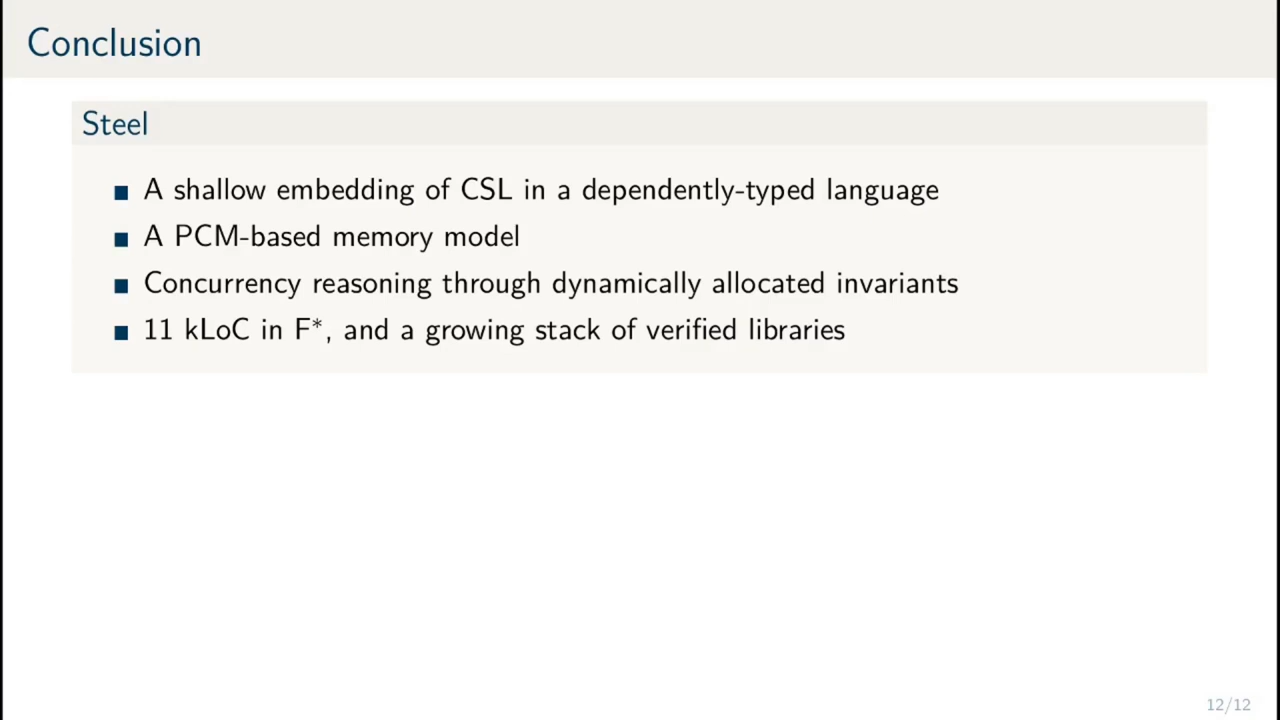 Conclusion
Steel
■ A shallow embedding of CSL in a dependently-typed language
■ A PCM-based memory model
■ Concurrency reasoning through dynamically allocated invariants
■ 11 kLoC in F*, and a growing stack of verified libraries
12/12